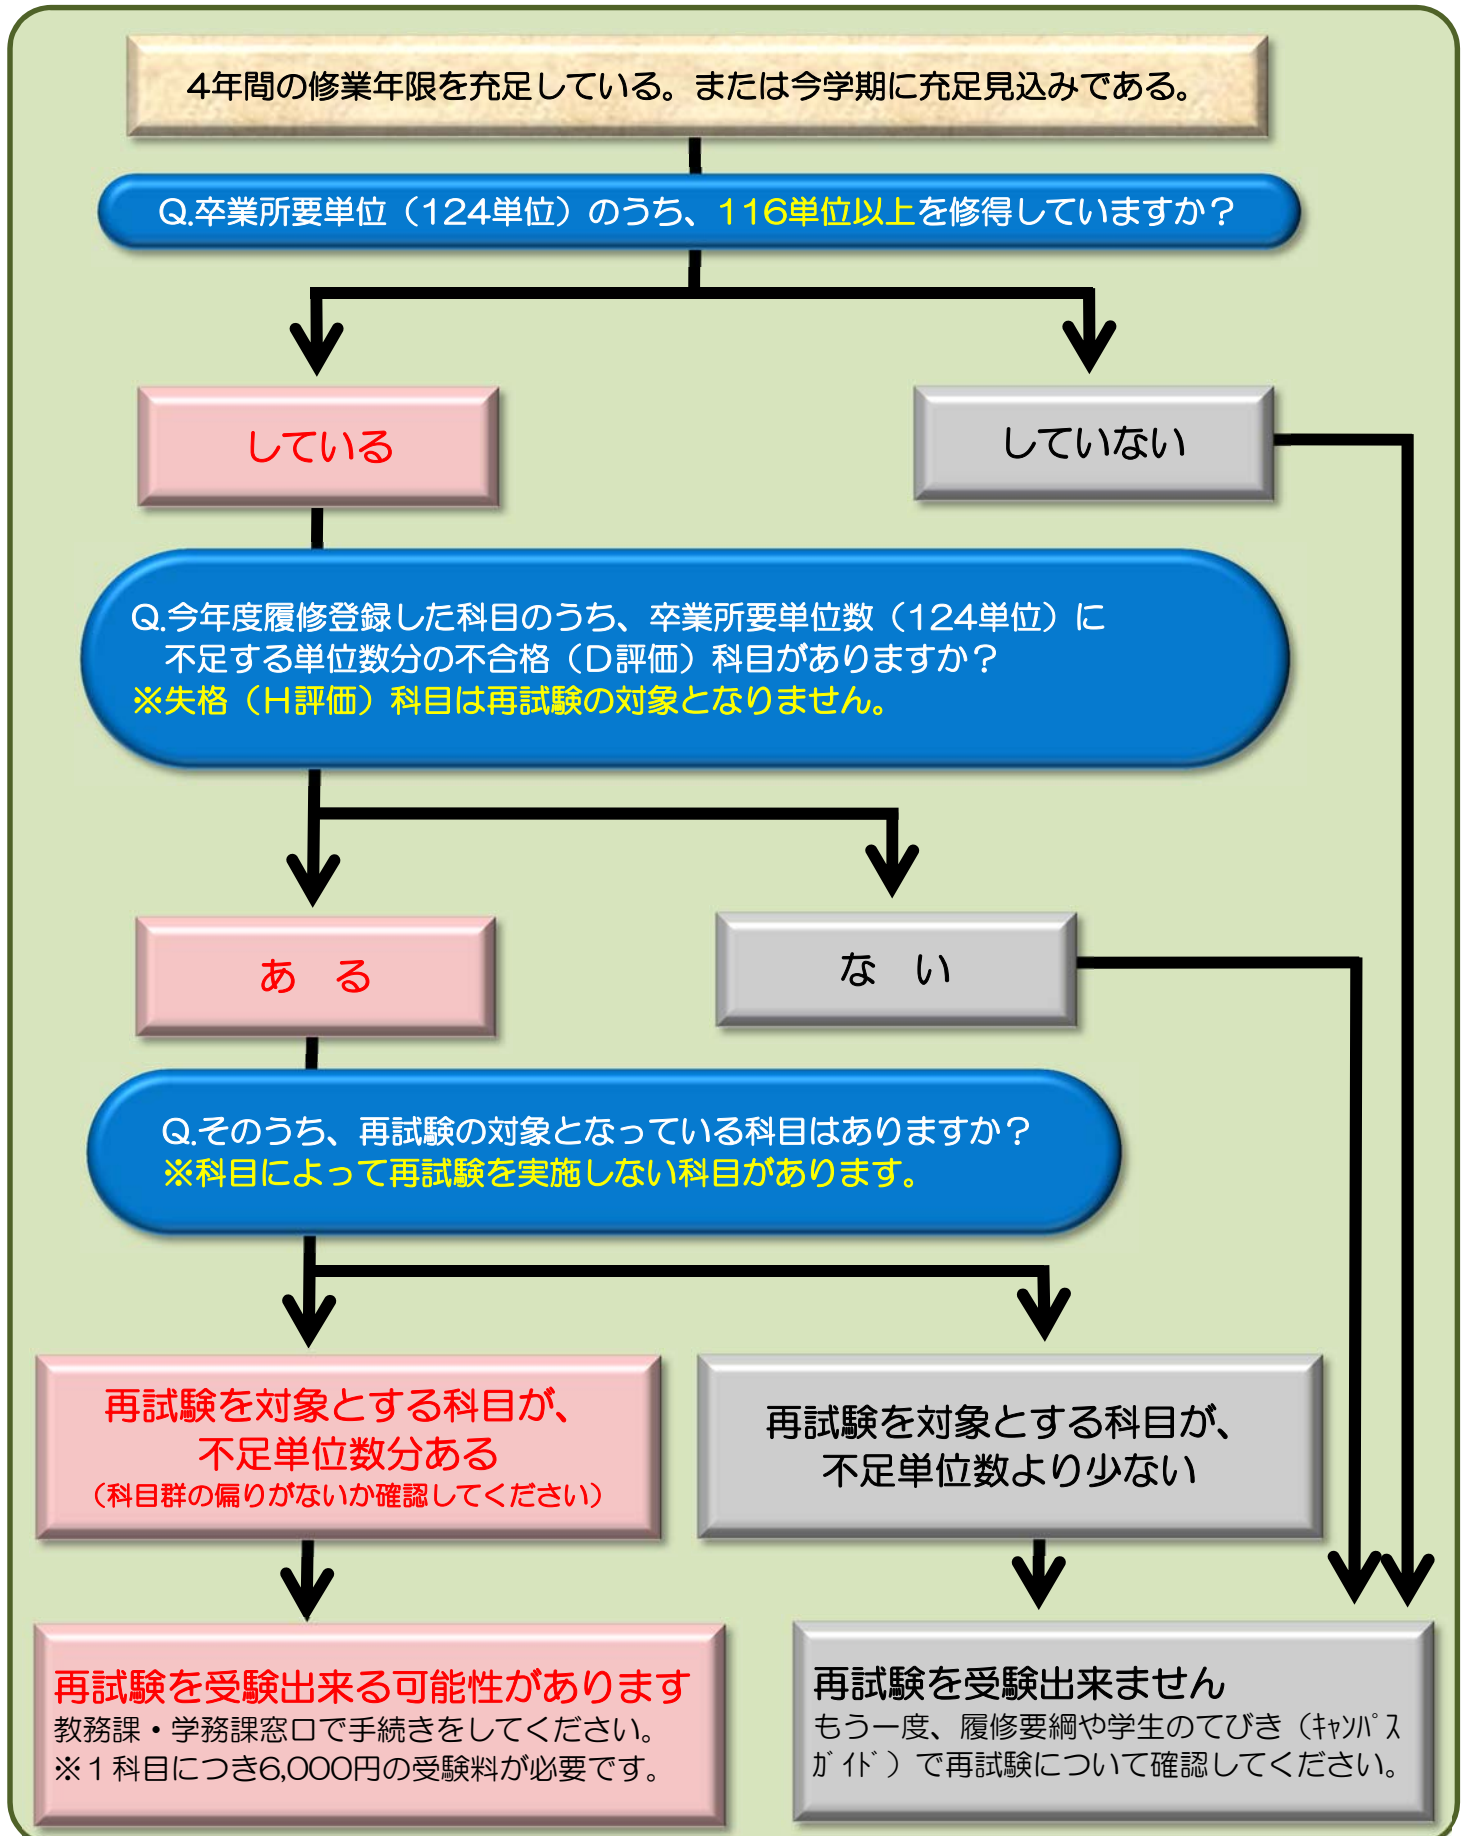 4年間の修業年限を充足している。または今学期に充足見込みである。
Q.卒業所要単位（124単位）のうち、116単位以上を修得していますか？
している
していない
Q.今年度履修登録した科目のうち、卒業所要単位数（124単位）に
不足する単位数分の不合格（D評価）科目がありますか？
※失格（H評価）科目は再試験の対象となりません。
ある
ない
Q.そのうち、再試験の対象となっている科目はありますか？
※科目によって再試験を実施しない科目があります。
再試験を対象とする科目が、
不足単位数分ある
（科目群の偏りがないか確認してください）
再試験を対象とする科目が、
不足単位数より少ない
再試験を受験出来る可能性があります
教務課・学務課窓口で手続きをしてください。
※１科目につき6,000円の受験料が必要です。
再試験を受験出来ません
もう一度、履修要綱や学生のてびき（ｷｬﾝﾊﾟｽ
ｶﾞｲﾄﾞ）で再試験について確認してください。